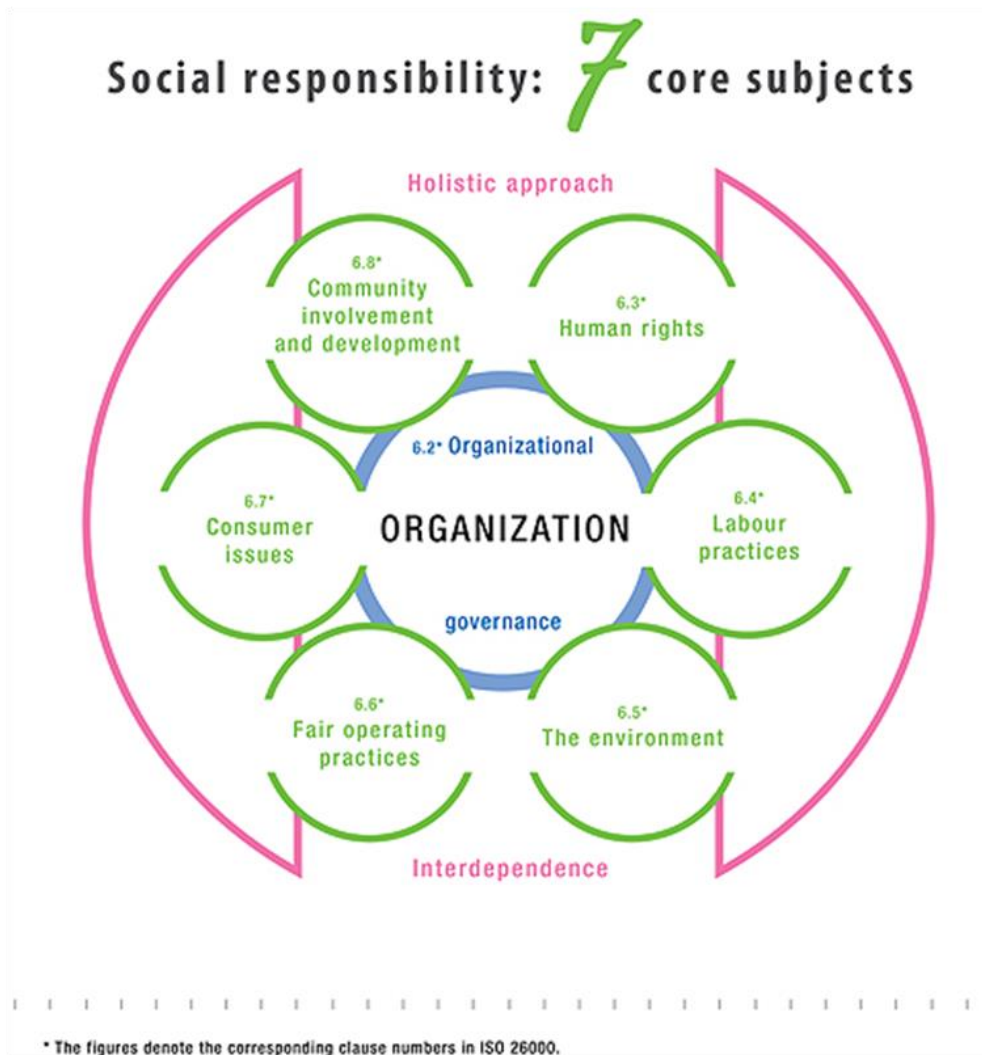 Social responsibility: 7 core subjects
Holistic approach
6.8*
Community
involvement
and development
6.3*
Human rights
6.2* Organizational
6.7*
Consumer
issues
ORGANIZATION
6.4*
Labour
practices
governance
6.6*
Fair operating
practices
6.5*
The environment
Interdependence
* The figures denote the corresponding clause numbers in ISO 26000.